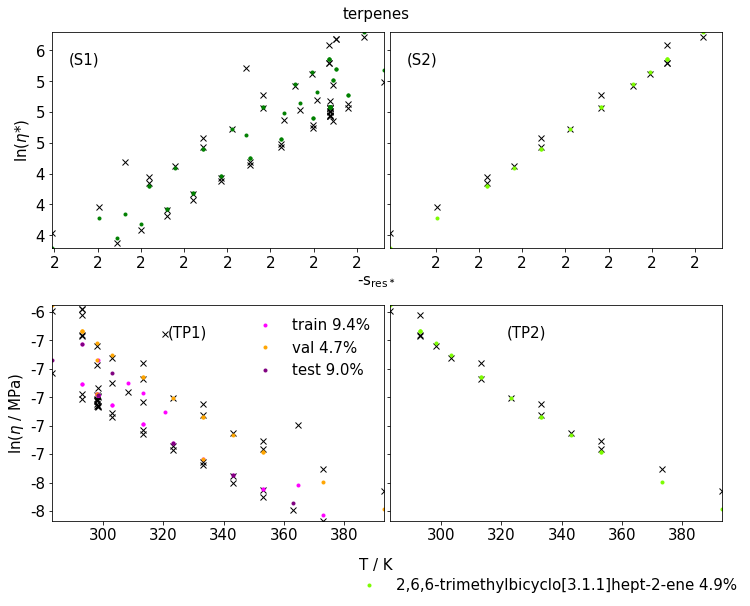 terpenes
(S1)
(S2)
ln(η*)
6
5
5
5
4
4
4
2 2 2 2 2 2 2 2
2 2 2 2 2 2 2
-s_res*
(TP1)
train 9.4%
val 4.7%
test 9.0%
(TP2)
ln(η / MPa)
-6
-7
-7
-7
-7
-7
-8
-8
300 320 340 360 380
300 320 340 360 380
T / K
2,6,6-trimethylbicyclo[3.1.1]hept-2-ene 4.9%